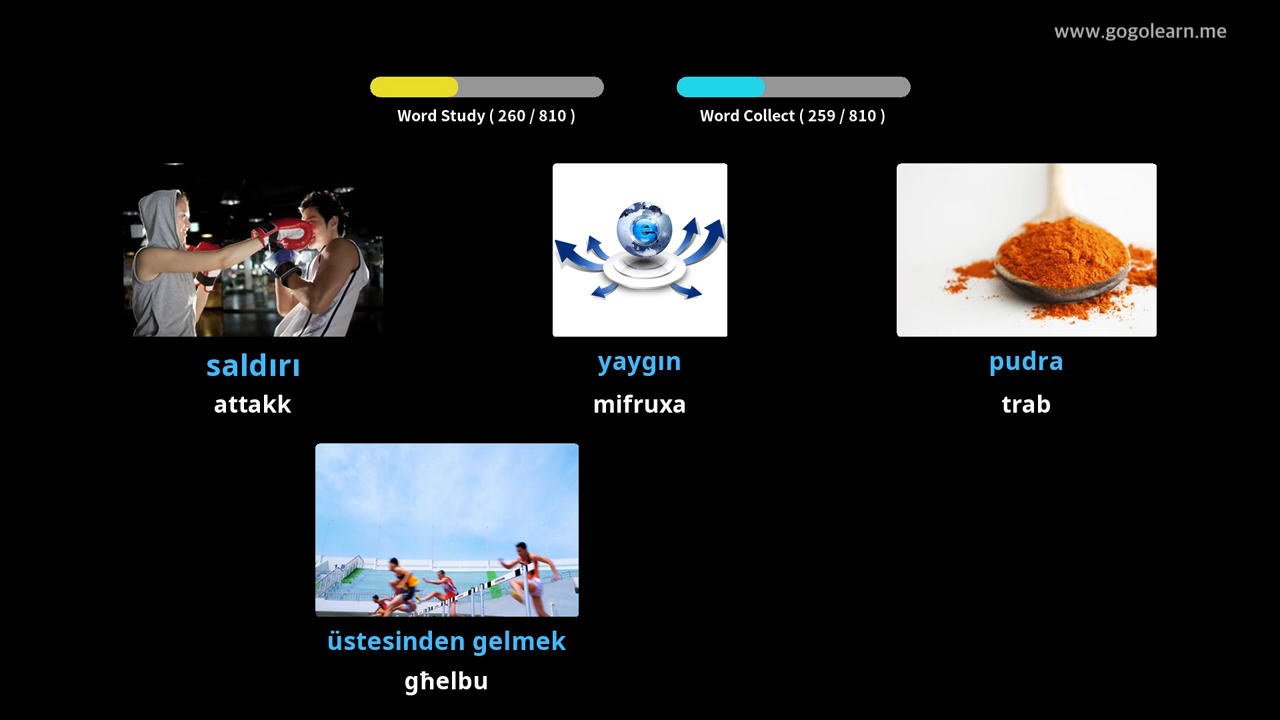 www.gogolearn.me
Word Study ( 260 / 810 )
Word Collect ( 259 / 810 )
e
saldırı
yaygın
pudra
attakk
mifruxa
trab
üstesinden gelmek
għelbu